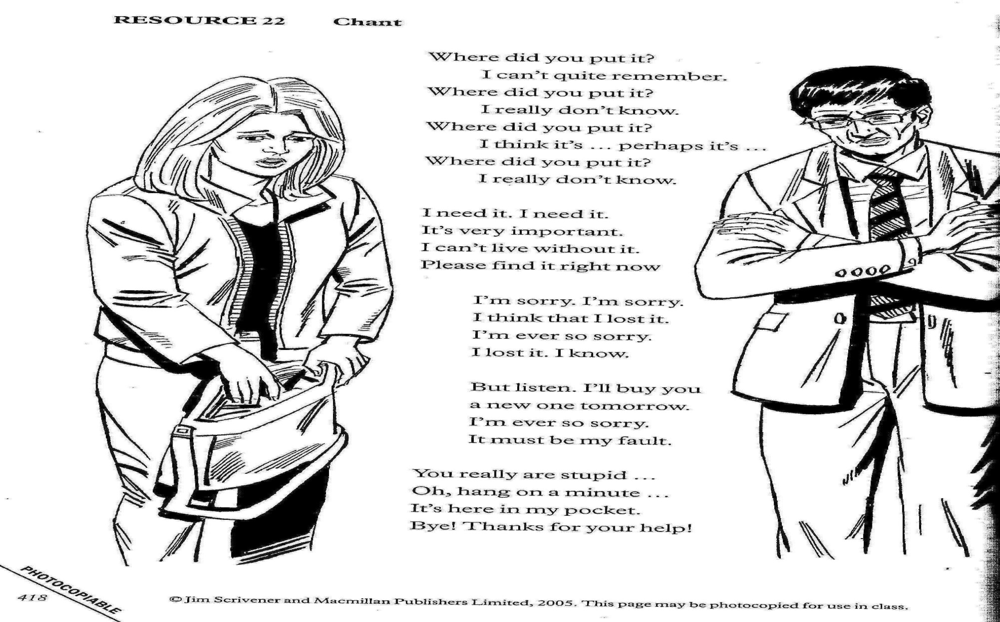 RESOURCE 22 Chant
Where did you put it?
I can't quite remember.
Where did you put it?
I really don't know.
Where did you put it?
I think it's ... perhaps it's ...
Where did you put it?
I really don't know.
I need it. I need it.
It's very important.
I can't live without it.
Please find it right now
I'm sorry. I'm sorry.
I think that I lost it.
I'm ever so sorry.
I lost it. I know.
But listen. I'll buy you
a new one tomorrow.
I'm ever so sorry.
It must be my fault.
You really are stupid ...
Oh, hang on a minute ...
It's here in my pocket.
Bye! Thanks for your help!
PHOTOCOPIABLE
418
© Jim Scrivener and Macmillan Publishers Limited, 2005. This page may be photocopied for use in class.